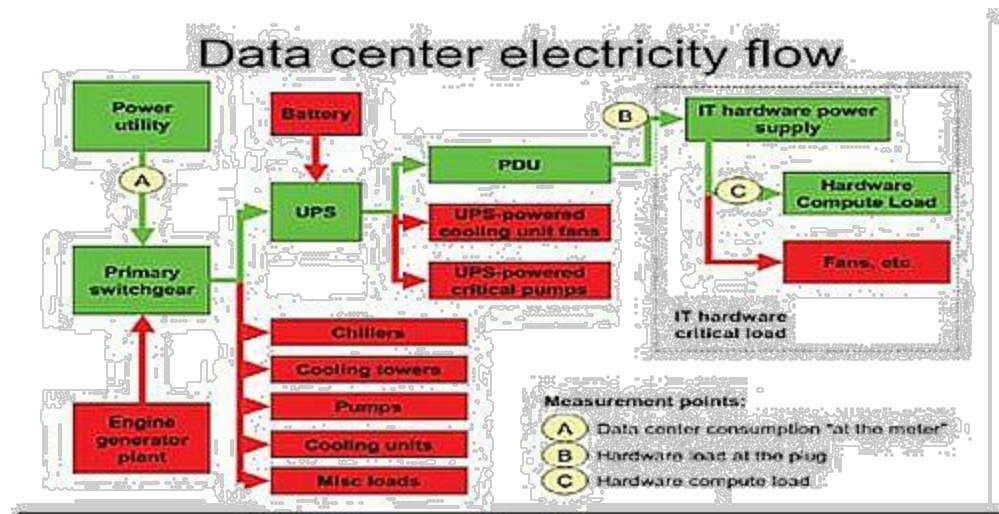 Data center electricity flow
Power
utility
A
Primary
switchgear
Engine
generator
plant
Battery
UPS
Chillers
Cooling towers
Pumps
Cooling units
Misc loads
PDU
UPS-powered
cooling unit fans
UPS-powered
critical pumps
B
IT hardware power
supply
C
Hardware
Compute Load
Fans, etc
IT hardware
critical load
Measurement points:
A Data center consumption "at the meter"
B Hardware load at the plug
C Hardware compute load